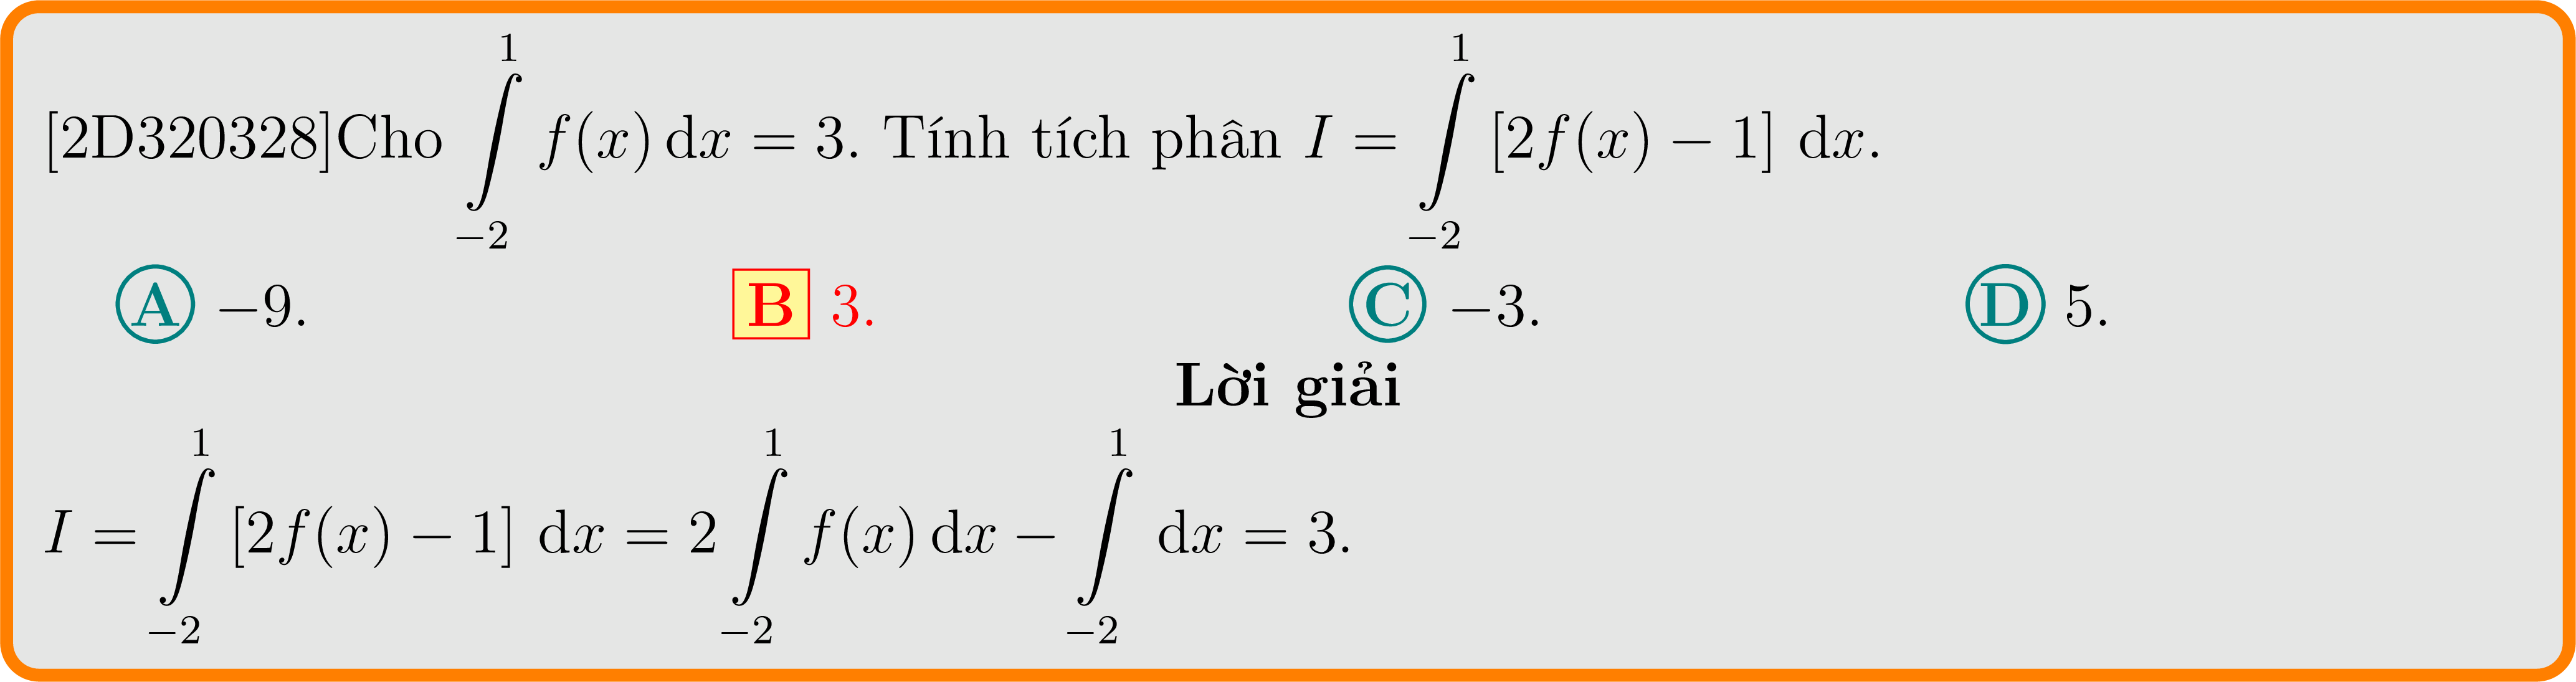 [2D320328]Cho $\int\limits_{-2}^{1} f(x)\,\mathrm{d}x = 3$. Tính tích phân $I = \int\limits_{-2}^{1} [2f(x) - 1]\ \mathrm{d}x$.
A −9. B 3. C −3. D 5.
Lời giải
$I = \int\limits_{-2}^{1} [2f(x) - 1]\ \mathrm{d}x = 2\int\limits_{-2}^{1} f(x)\,\mathrm{d}x - \int\limits_{-2}^{1} \mathrm{d}x = 3$.